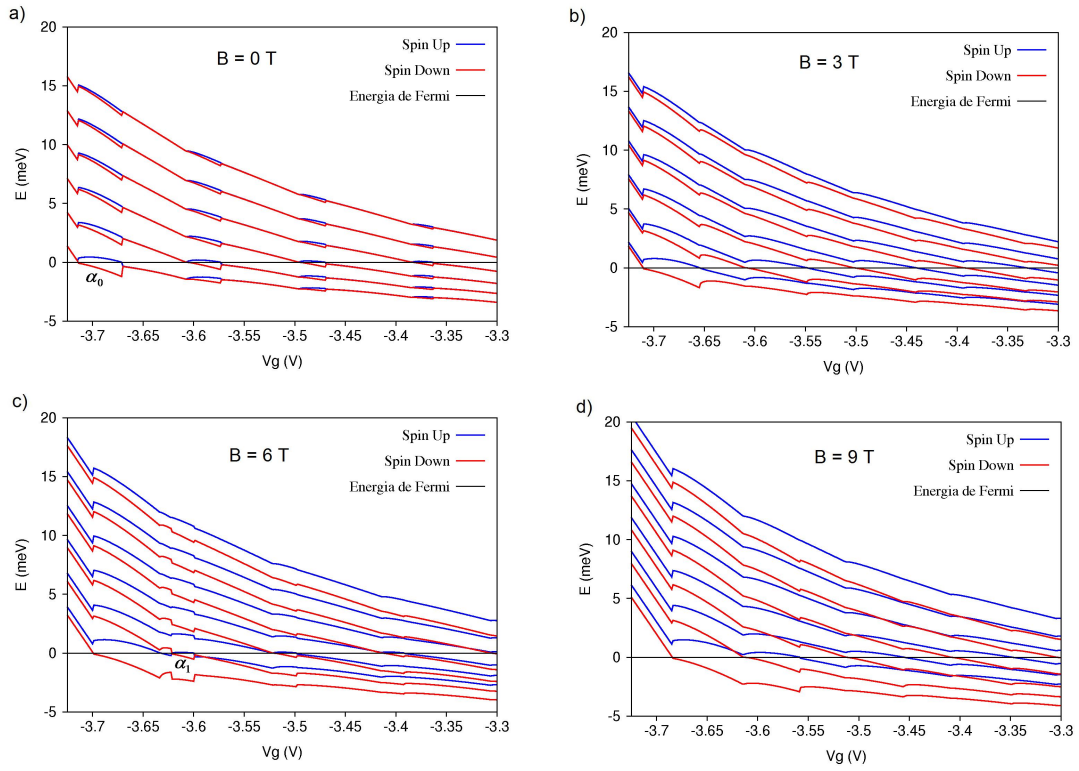 a)
B = 0 T
Spin Up
Spin Down
Energia de Fermi
E (meV)
20
15
10
5
0
-5
α0
-3.7 -3.65 -3.6 -3.55 -3.5 -3.45 -3.4 -3.35 -3.3
Vg (V)
b)
B = 3 T
Spin Up
Spin Down
Energia de Fermi
E (meV)
20
15
10
5
0
-5
-3.7 -3.65 -3.6 -3.55 -3.5 -3.45 -3.4 -3.35 -3.3
Vg (V)
c)
B = 6 T
Spin Up
Spin Down
Energia de Fermi
E (meV)
20
15
10
5
0
-5
α1
-3.7 -3.65 -3.6 -3.55 -3.5 -3.45 -3.4 -3.35 -3.3
Vg (V)
d)
B = 9 T
Spin Up
Spin Down
Energia de Fermi
E (meV)
20
15
10
5
0
-5
-3.7 -3.65 -3.6 -3.55 -3.5 -3.45 -3.4 -3.35 -3.3
Vg (V)